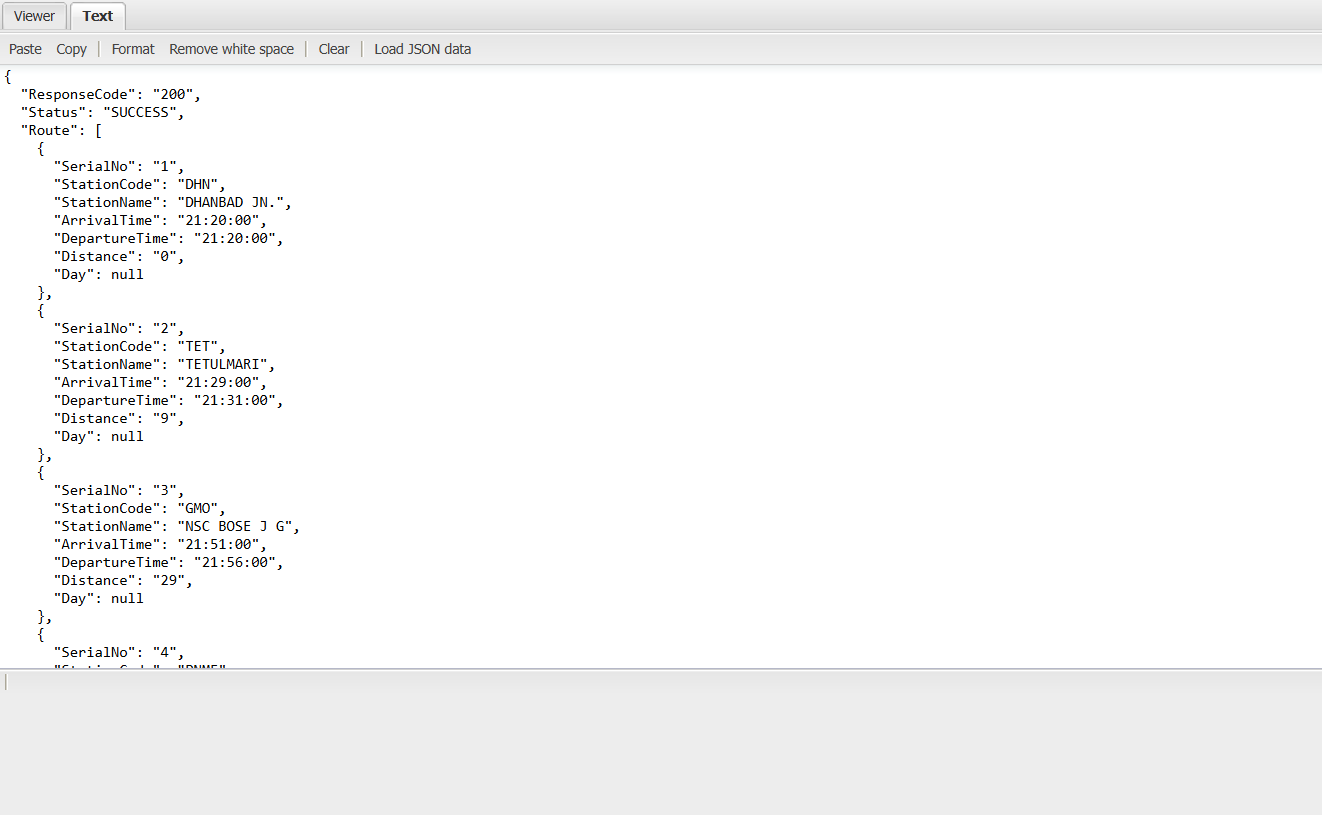 Viewer Text
Paste Copy Format Remove white space Clear Load JSON data
{
  "ResponseCode": "200",
  "Status": "SUCCESS",
  "Route": [
    {
      "SerialNo": "1",
      "StationCode": "DHN",
      "StationName": "DHANBAD JN.",
      "ArrivalTime": "21:20:00",
      "DepartureTime": "21:20:00",
      "Distance": "0",
      "Day": null
    },
    {
      "SerialNo": "2",
      "StationCode": "TET",
      "StationName": "TETULMARI",
      "ArrivalTime": "21:29:00",
      "DepartureTime": "21:31:00",
      "Distance": "9",
      "Day": null
    },
    {
      "SerialNo": "3",
      "StationCode": "GMO",
      "StationName": "NSC BOSE J G",
      "ArrivalTime": "21:51:00",
      "DepartureTime": "21:56:00",
      "Distance": "29",
      "Day": null
    },
    {
      "SerialNo": "4",
      "StationCode":